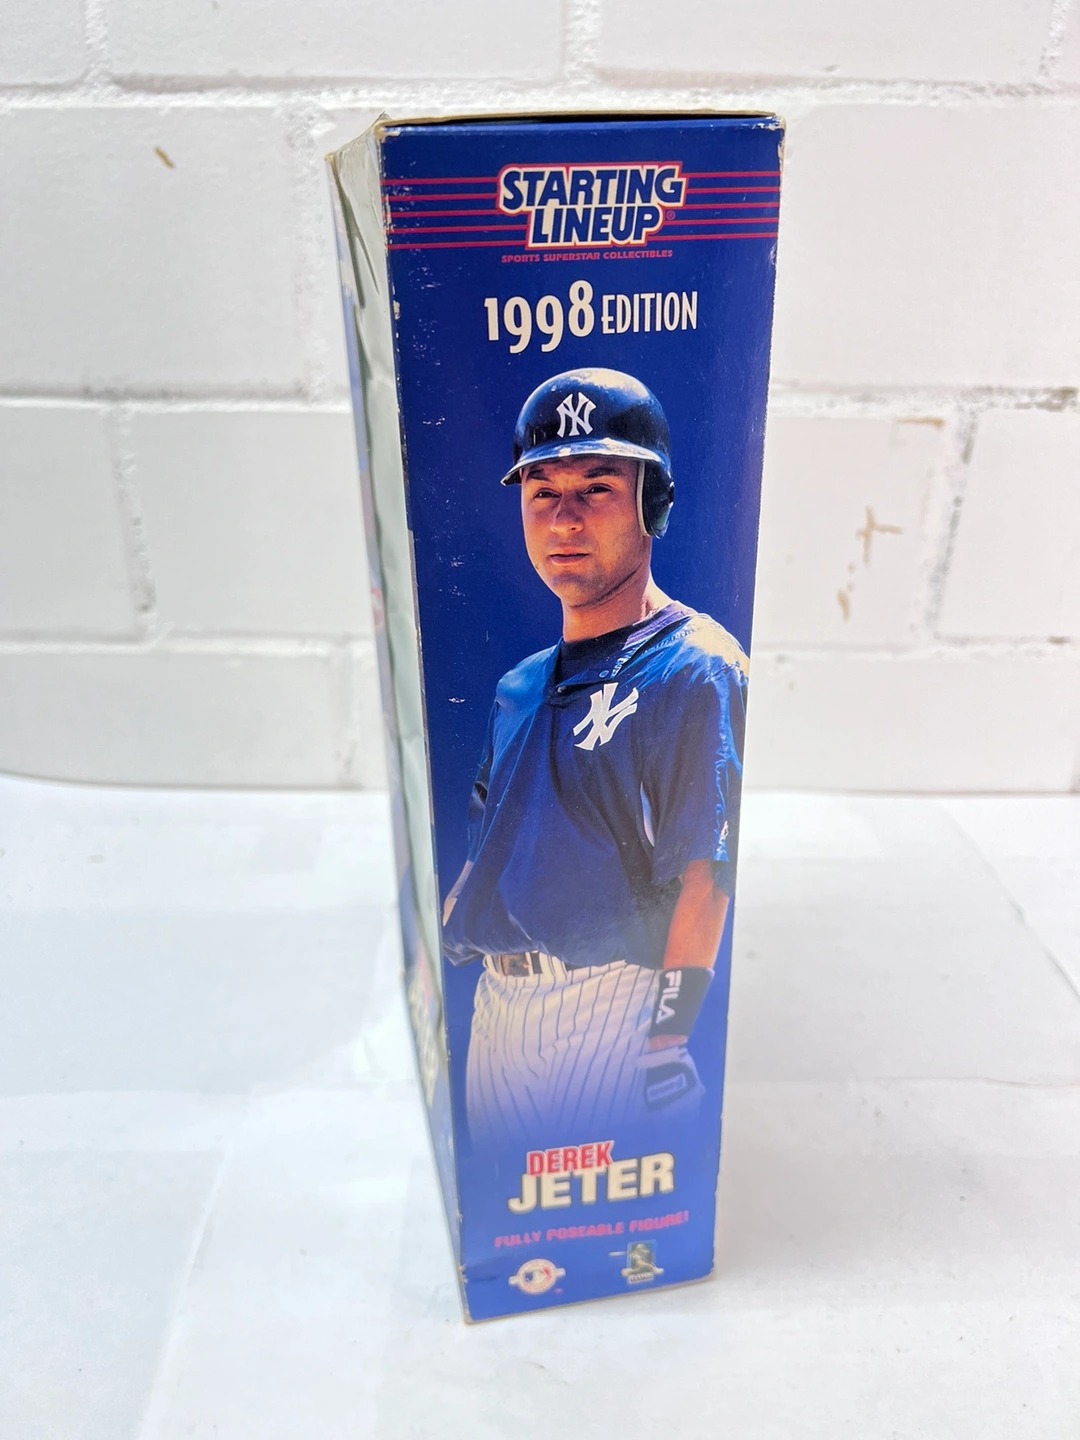 STARTING
LINEUP®
SPORTS SUPERSTAR COLLECTIBLES
1998 EDITION
NY
NY
FILA
DEREK
JETER
FULLY POSEABLE FIGURE!